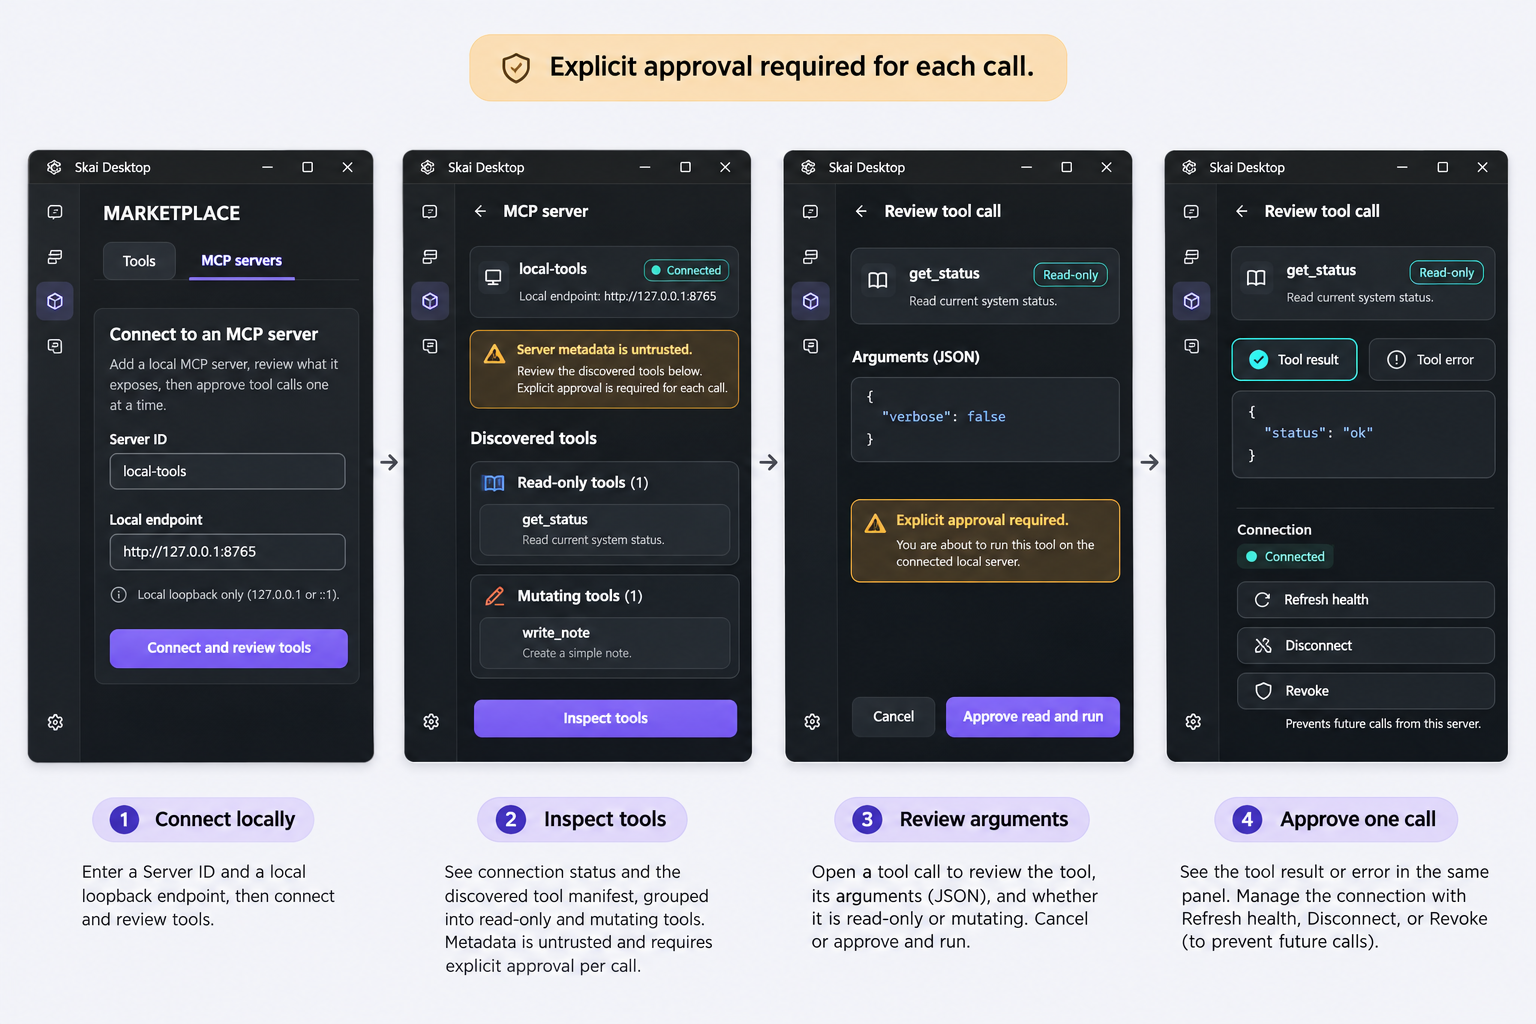 Explicit approval required for each call.
Skai Desktop
MARKETPLACE
Tools
MCP servers
Connect to an MCP server
Add a local MCP server, review what it
exposes, then approve tool calls one
at a time.
Server ID
local-tools
Local endpoint
http://127.0.0.1:8765
Local loopback only (127.0.0.1 or ::1).
Connect and review tools
Skai Desktop
MCP server
local-tools
Connected
Local endpoint: http://127.0.0.1:8765
Server metadata is untrusted.
Review the discovered tools below.
Explicit approval is required for each call.
Discovered tools
Read-only tools (1)
get_status
Read current system status.
Mutating tools (1)
write_note
Create a simple note.
Inspect tools
Skai Desktop
Review tool call
get_status
Read-only
Read current system status.
Arguments (JSON)
{
"verbose": false
}
Explicit approval required.
You are about to run this tool on the
connected local server.
Cancel
Approve read and run
Skai Desktop
Review tool call
get_status
Read-only
Read current system status.
Tool result
Tool error
{
"status": "ok"
}
Connection
Connected
Refresh health
Disconnect
Revoke
Prevents future calls from this server.
1 Connect locally
Enter a Server ID and a local
loopback endpoint, then connect
and review tools.
2 Inspect tools
See connection status and the
discovered tool manifest, grouped
into read-only and mutating tools.
Metadata is untrusted and requires
explicit approval per call.
3 Review arguments
Open a tool call to review the tool,
its arguments (JSON), and whether
it is read-only or mutating. Cancel
or approve and run.
4 Approve one call
See the tool result or error in the same
panel. Manage the connection with
Refresh health, Disconnect, or Revoke
(to prevent future calls).